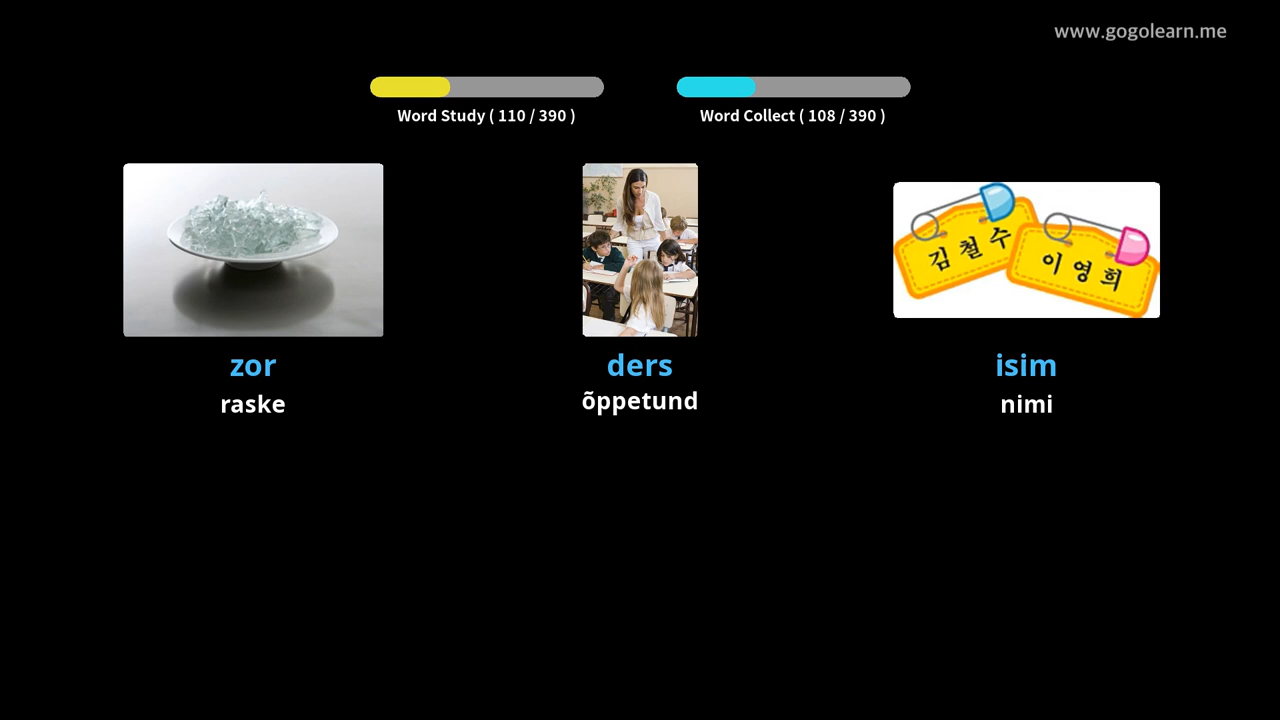 www.gogolearn.me
Word Study ( 110 / 390 )
Word Collect ( 108 / 390 )
김철수
이영희
zor
ders
isim
raske
õppetund
nimi